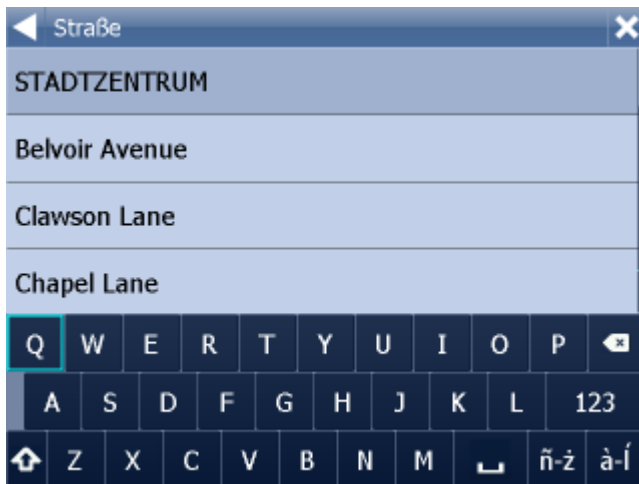 Straße
STADTZENTRUM
Belvoir Avenue
Clawson Lane
Chapel Lane
Q W E R T Y U I O P
A S D F G H J K L 123
Z X C V B N M ñ-ż à-Í